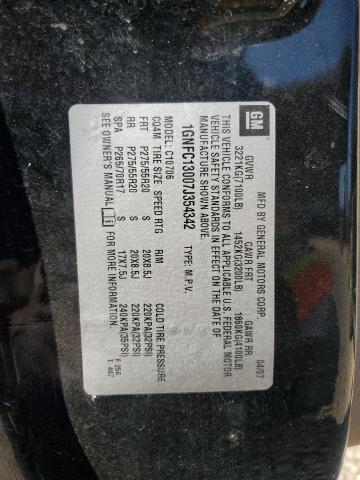 GM
MFD BY GENERAL MOTORS CORP. 04/07
GVWR GAWR FRT GAWR RR
3221KG(7100LB) 1452KG(3200LB) 1860KG(4100LB)
THIS VEHICLE CONFORMS TO ALL APPLICABLE U.S. FEDERAL MOTOR
VEHICLE SAFETY STANDARDS IN EFFECT ON THE DATE OF
MANUFACTURE SHOWN ABOVE.
1GNFC13007J354342 TYPE: M.P.V.
MODEL: C10706
CO4M TIRE SIZE SPEED RTG RIM COLD TIRE PRESSURE
FRT P275/55R20 S 20X8.5J 220KPA(32PSI)
RR P275/55R20 S 20X8.5J 220KPA(32PSI)
SPA P265/70R17 S 17X7.5J 240KPA(35PSI)
SEE OWNER'S MANUAL FOR MORE INFORMATION.